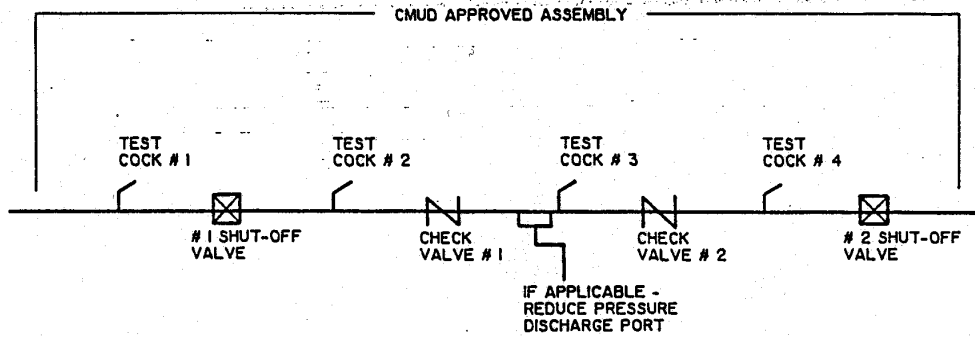 CMUD APPROVED ASSEMBLY
TEST
COCK # 1
TEST
COCK # 2
TEST
COCK # 3
TEST
COCK # 4
# 1 SHUT-OFF
VALVE
CHECK
VALVE # 1
CHECK
VALVE # 2
# 2 SHUT-OFF
VALVE
IF APPLICABLE -
REDUCE PRESSURE
DISCHARGE PORT